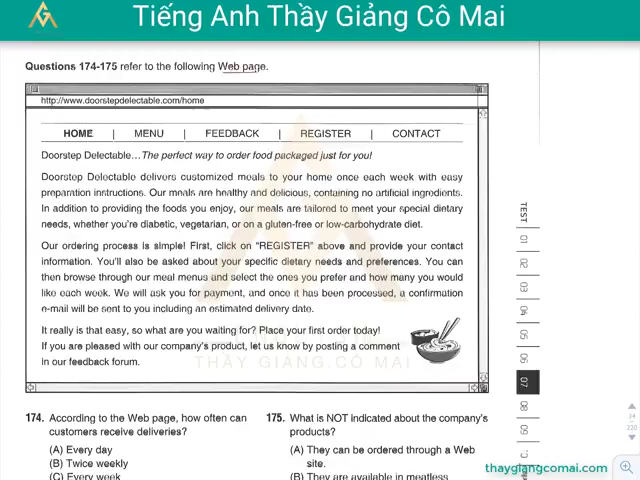 Tiếng Anh Thầy Giảng Cô Mai
Questions 174-175 refer to the following Web page.
http://www.doorstepdelectable.com/home
HOME | MENU | FEEDBACK | REGISTER | CONTACT
Doorstep Delectable…The perfect way to order food packaged just for you!
Doorstep Delectable delivers customized meals to your home once each week with easy
preparation instructions. Our meals are healthy and delicious, containing no artificial ingredients.
In addition to providing the foods you enjoy, our meals are tailored to meet your special dietary
needs, whether you're diabetic, vegetarian, or on a gluten-free or low-carbohydrate diet.
Our ordering process is simple! First, click on "REGISTER" above and provide your contact
information. You'll also be asked about your specific dietary needs and preferences. You can
then browse through our meal menus and select the ones you prefer and how many you would
like each week. We will ask you for payment, and once it has been processed, a confirmation
e-mail will be sent to you including an estimated delivery date.
It really is that easy, so what are you waiting for? Place your first order today!
If you are pleased with our company's product, let us know by posting a comment
in our feedback forum.
THẦY GIẢNG CÔ MAI
174. According to the Web page, how often can
customers receive deliveries?
(A) Every day
(B) Twice weekly
(C) Every week
175. What is NOT indicated about the company's
products?
(A) They can be ordered through a Web
site.
(B) They are available in meatless
TEST
01
02
03
04
05
06
07
08
09
34
220
thaygiangcomai.com